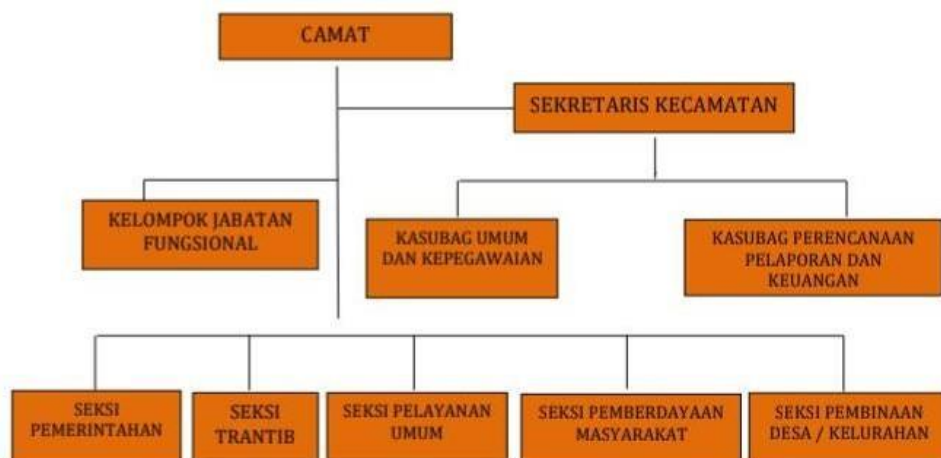 CAMAT
SEKRETARIS KECAMATAN
KELOMPOK JABATAN
FUNGSIONAL
KASUBAG UMUM
DAN KEPEGAWAIAN
KASUBAG PERENCANAAN
PELAPORAN DAN
KEUANGAN
SEKSI
PEMERINTAHAN
SEKSI
TRANTIB
SEKSI PELAYANAN
UMUM
SEKSI PEMBERDAYAAN
MASYARAKAT
SEKSI PEMBINAAN
DESA / KELURAHAN